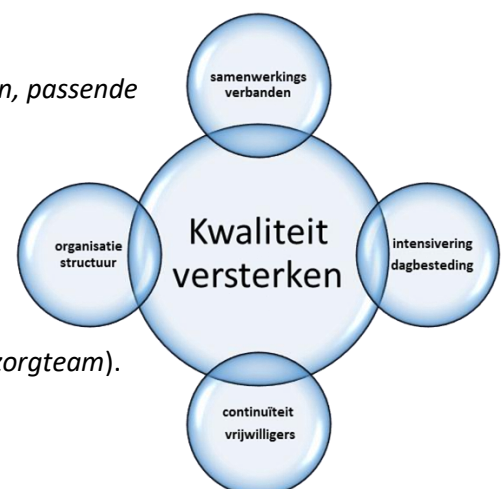 samenwerkings
verbanden
n, passende
Kwaliteit
versterken
organisatie
structuur
intensivering
dagbesteding
zorgteam).
continuïteit
vrijwilligers